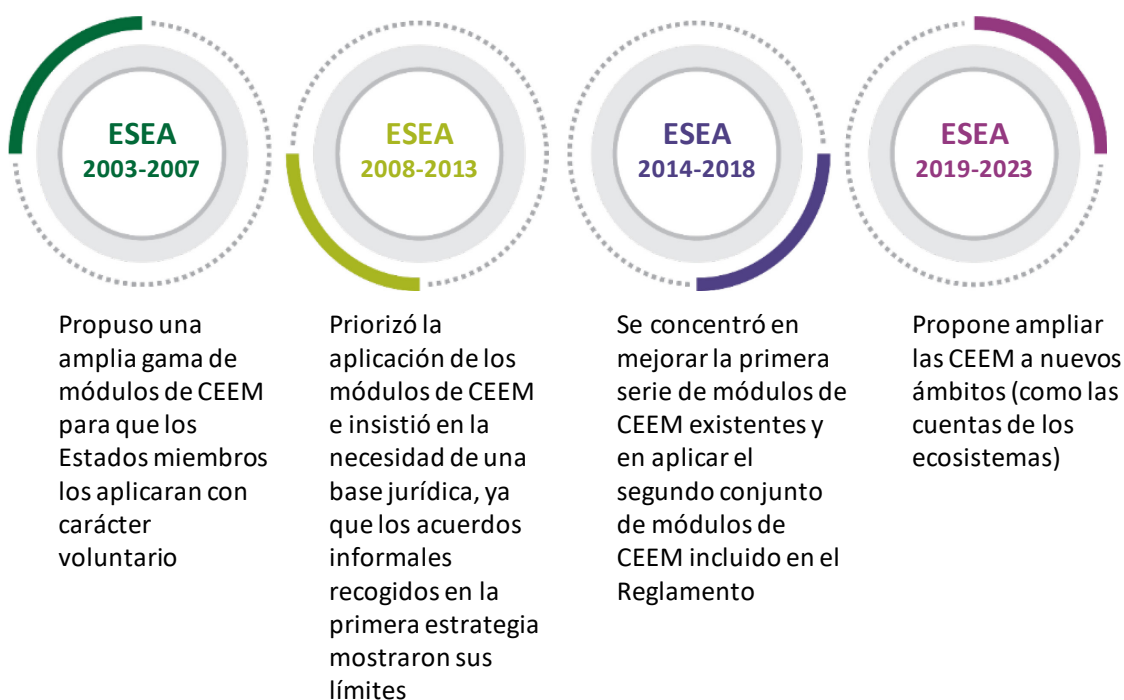 ESEA
2003-2007
ESEA
2008-2013
ESEA
2014-2018
ESEA
2019-2023
Propuso una
amplia gama de
módulos de CEEM
para que los
Estados miembros
los aplicaran con
carácter
voluntario
Priorizó la
aplicación de los
módulos de CEEM
e insistió en la
necesidad de una
base jurídica, ya
que los acuerdos
informales
recogidos en la
primera estrategia
mostraron sus
límites
Se concentró en
mejorar la primera
serie de módulos de
CEEM existentes y
en aplicar el
segundo conjunto
de módulos de
CEEM incluido en el
Reglamento
Propone ampliar
las CEEM a nuevos
ámbitos (como las
cuentas de los
ecosistemas)